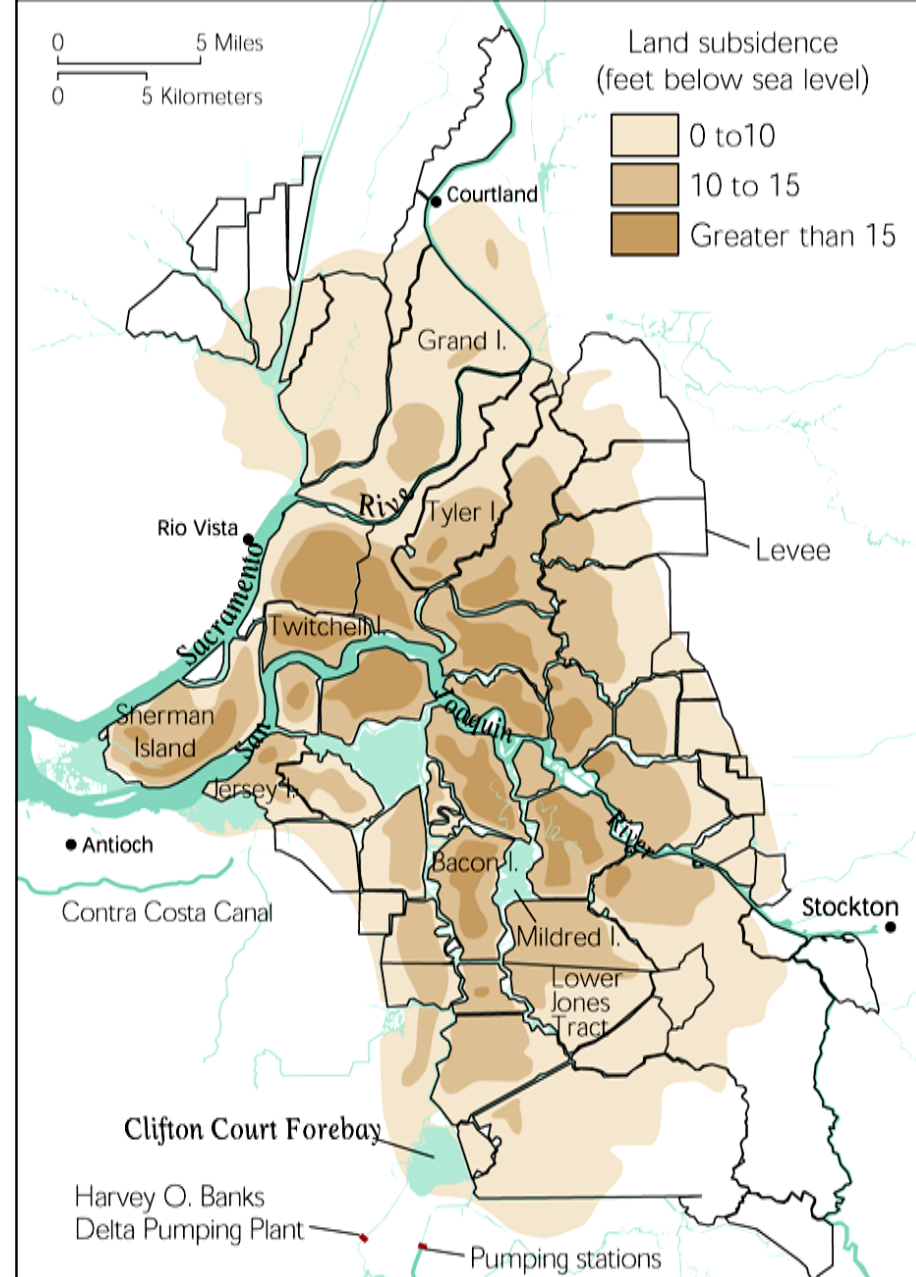 0 5 Miles
0 5 Kilometers
Land subsidence
(feet below sea level)
0 to10
10 to 15
Greater than 15
Courtland
Grand I.
Rive
Tyler I.
Rio Vista
Levee
Sacramento
Twitchell I.
Sherman
Island
San
Joaquin
Jersey I.
River
Antioch
Bacon I.
Contra Costa Canal
Stockton
Mildred I.
Lower
Jones
Tract
Clifton Court Forebay
Harvey O. Banks
Delta Pumping Plant
Pumping stations